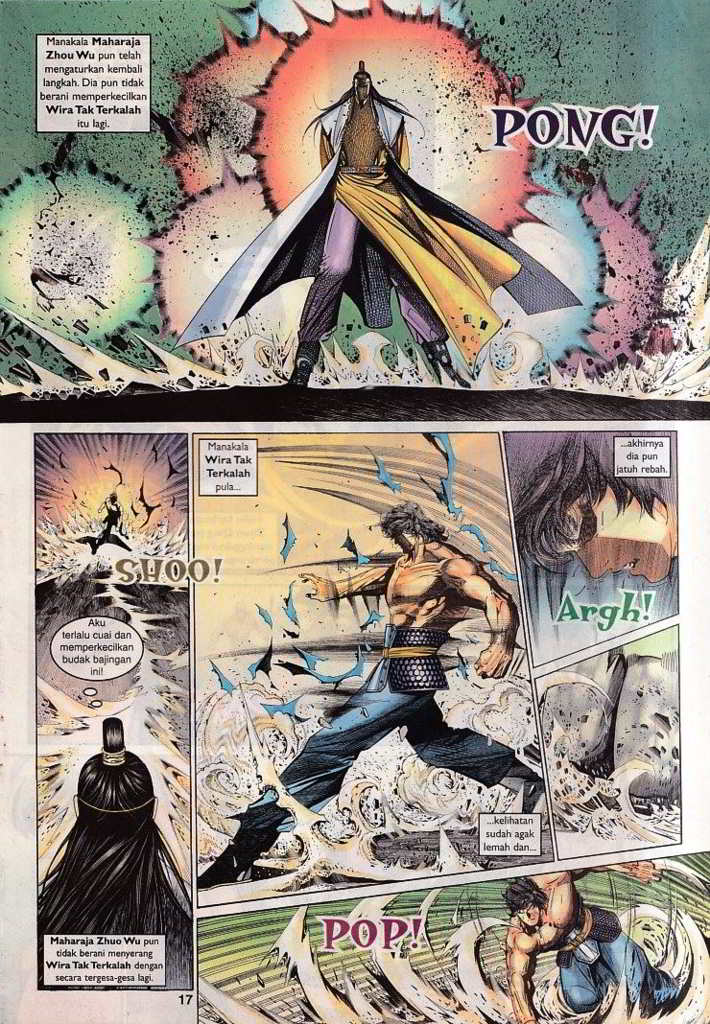 Manakala Maharaja
Zhou Wu pun telah
mengaturkan kembali
langkah. Dia pun tidak
berani memperkecilkan
Wira Tak Terkalah
itu lagi.
PONG!
SHOO!
Aku
terlalu cuai dan
memperkecilkan
budak bajingan
ini!
Maharaja Zhuo Wu pun
tidak berani menyerang
Wira Tak Terkalah dengan
secara tergesa-gesa lagi.
Manakala
Wira Tak
Terkalah
pula...
...kelihatan
sudah agak
lemah dan...
...akhirnya
dia pun
jatuh rebah.
Argh!
POP!
17